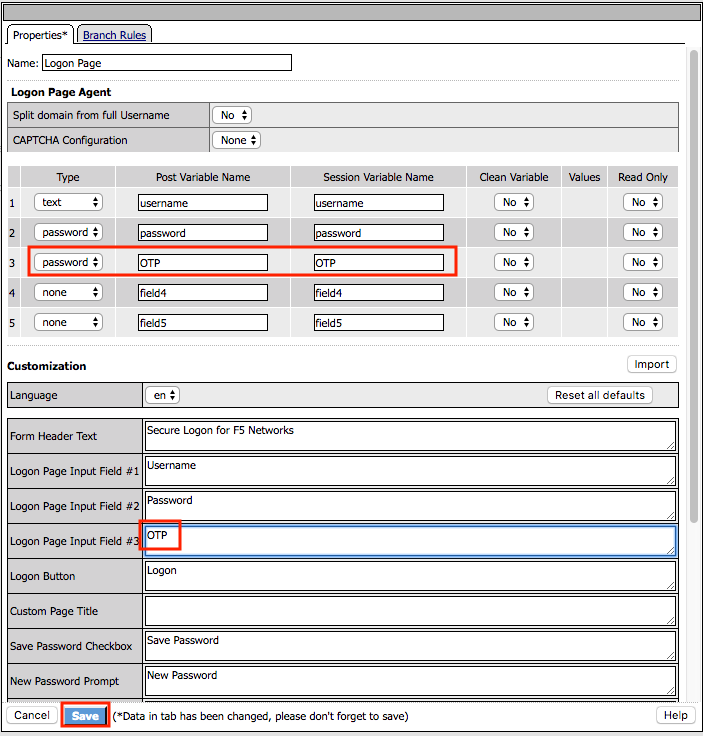 Properties* Branch Rules
Name: Logon Page
Logon Page Agent
Split domain from full Username No
CAPTCHA Configuration None
Type Post Variable Name Session Variable Name Clean Variable Values Read Only
1 text username username No No
2 password password password No No
3 password OTP OTP No No
4 none field4 field4 No No
5 none field5 field5 No No
Customization Import
Language en Reset all defaults
Form Header Text Secure Logon for F5 Networks
Logon Page Input Field #1 Username
Logon Page Input Field #2 Password
Logon Page Input Field #3 OTP
Logon Button Logon
Custom Page Title
Save Password Checkbox Save Password
New Password Prompt New Password
Cancel Save (*Data in tab has been changed, please don't forget to save) Help